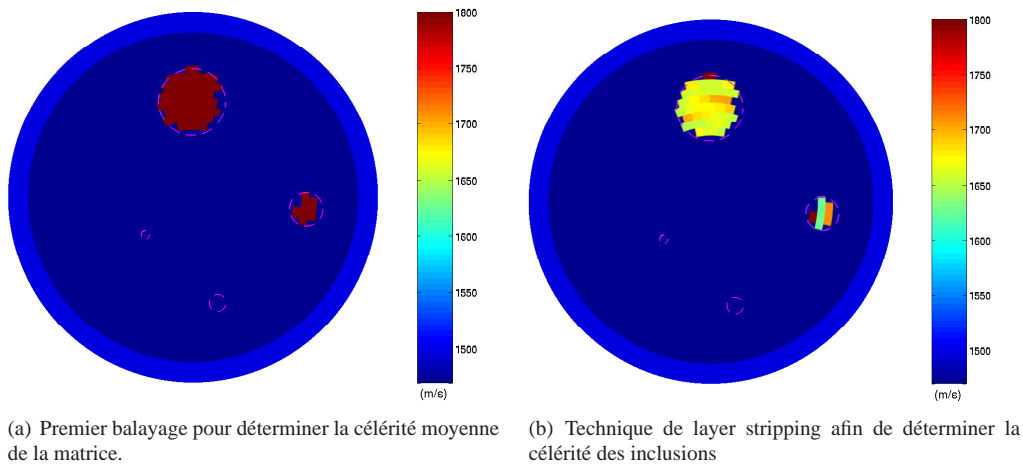 1800
1750
1700
1650
1600
1550
1500
(m/s)
1800
1750
1700
1650
1600
1550
1500
(m/s)
(a) Premier balayage pour déterminer la célérité moyenne
de la matrice.
(b) Technique de layer stripping afin de déterminer la
célérité des inclusions